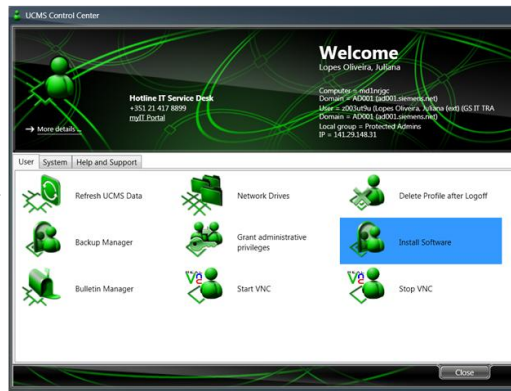 UCMS Control Center
Welcome
Lopes Oliveira, Juliana
Hotline IT Service Desk
+351 21 417 8899
myIT Portal
Computer = md1nrjgc
Domain = AD001 (ad001.siemens.net)
User = z003ut9u (Lopes Oliveira, Juliana (ext) (GS IT TRA
Domain = AD001 (ad001.siemens.net)
Local group = Protected Admins
IP = 141.29.148.31
More details...
User System Help and Support
Refresh UCMS Data
Network Drives
Delete Profile after Logoff
Backup Manager
Grant administrative
privileges
Install Software
Bulletin Manager
Start VNC
Stop VNC
Close